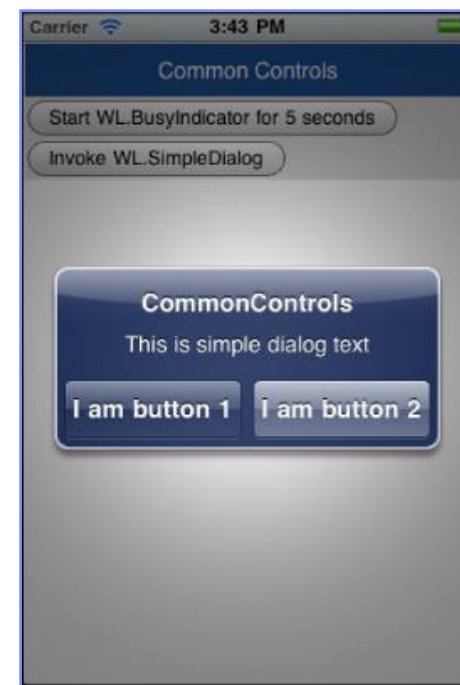 Carrier 3:43 PM
Common Controls
Start WL.BusyIndicator for 5 seconds
Invoke WL.SimpleDialog
CommonControls
This is simple dialog text
I am button 1 I am button 2